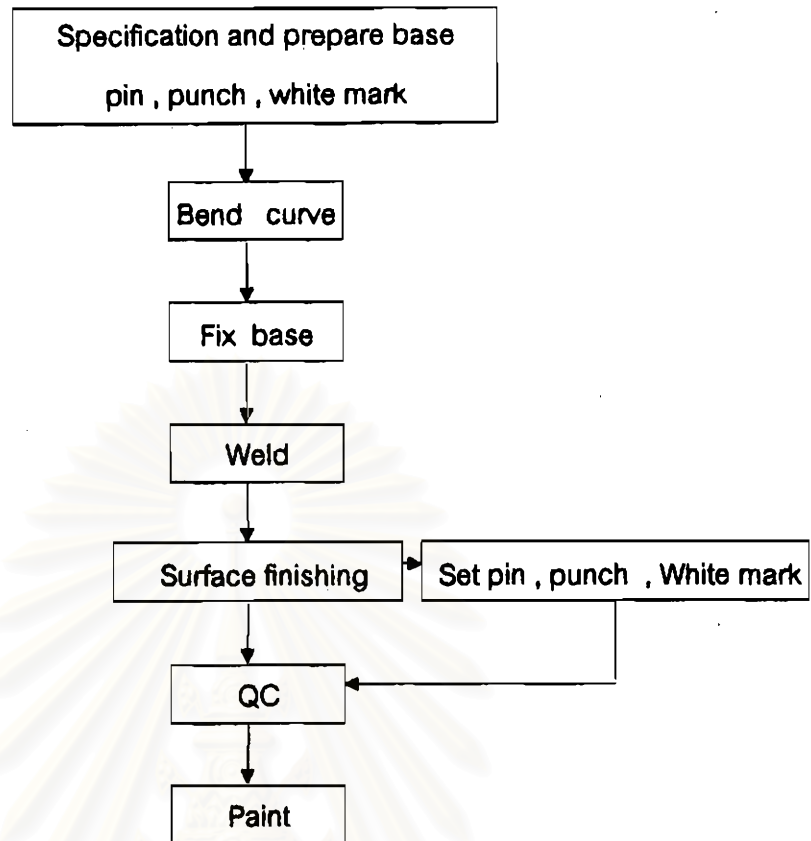 Specification and prepare base
pin , punch , white mark
Bend curve
Fix base
Weld
Surface finishing
Set pin , punch , White mark
QC
Paint